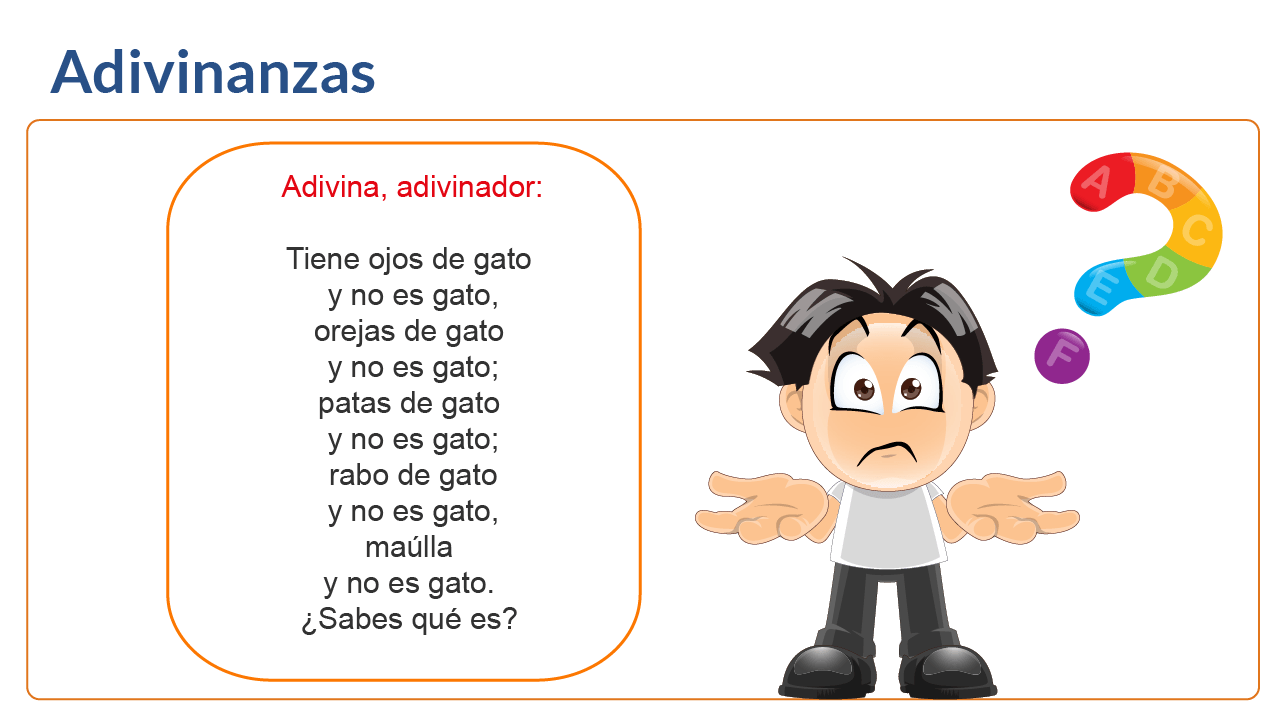 Adivinanzas
Adivina, adivinador:
Tiene ojos de gato
y no es gato,
orejas de gato
y no es gato;
patas de gato
y no es gato;
rabo de gato
y no es gato,
maúlla
y no es gato.
¿Sabes qué es?
A
B
C
D
E
F